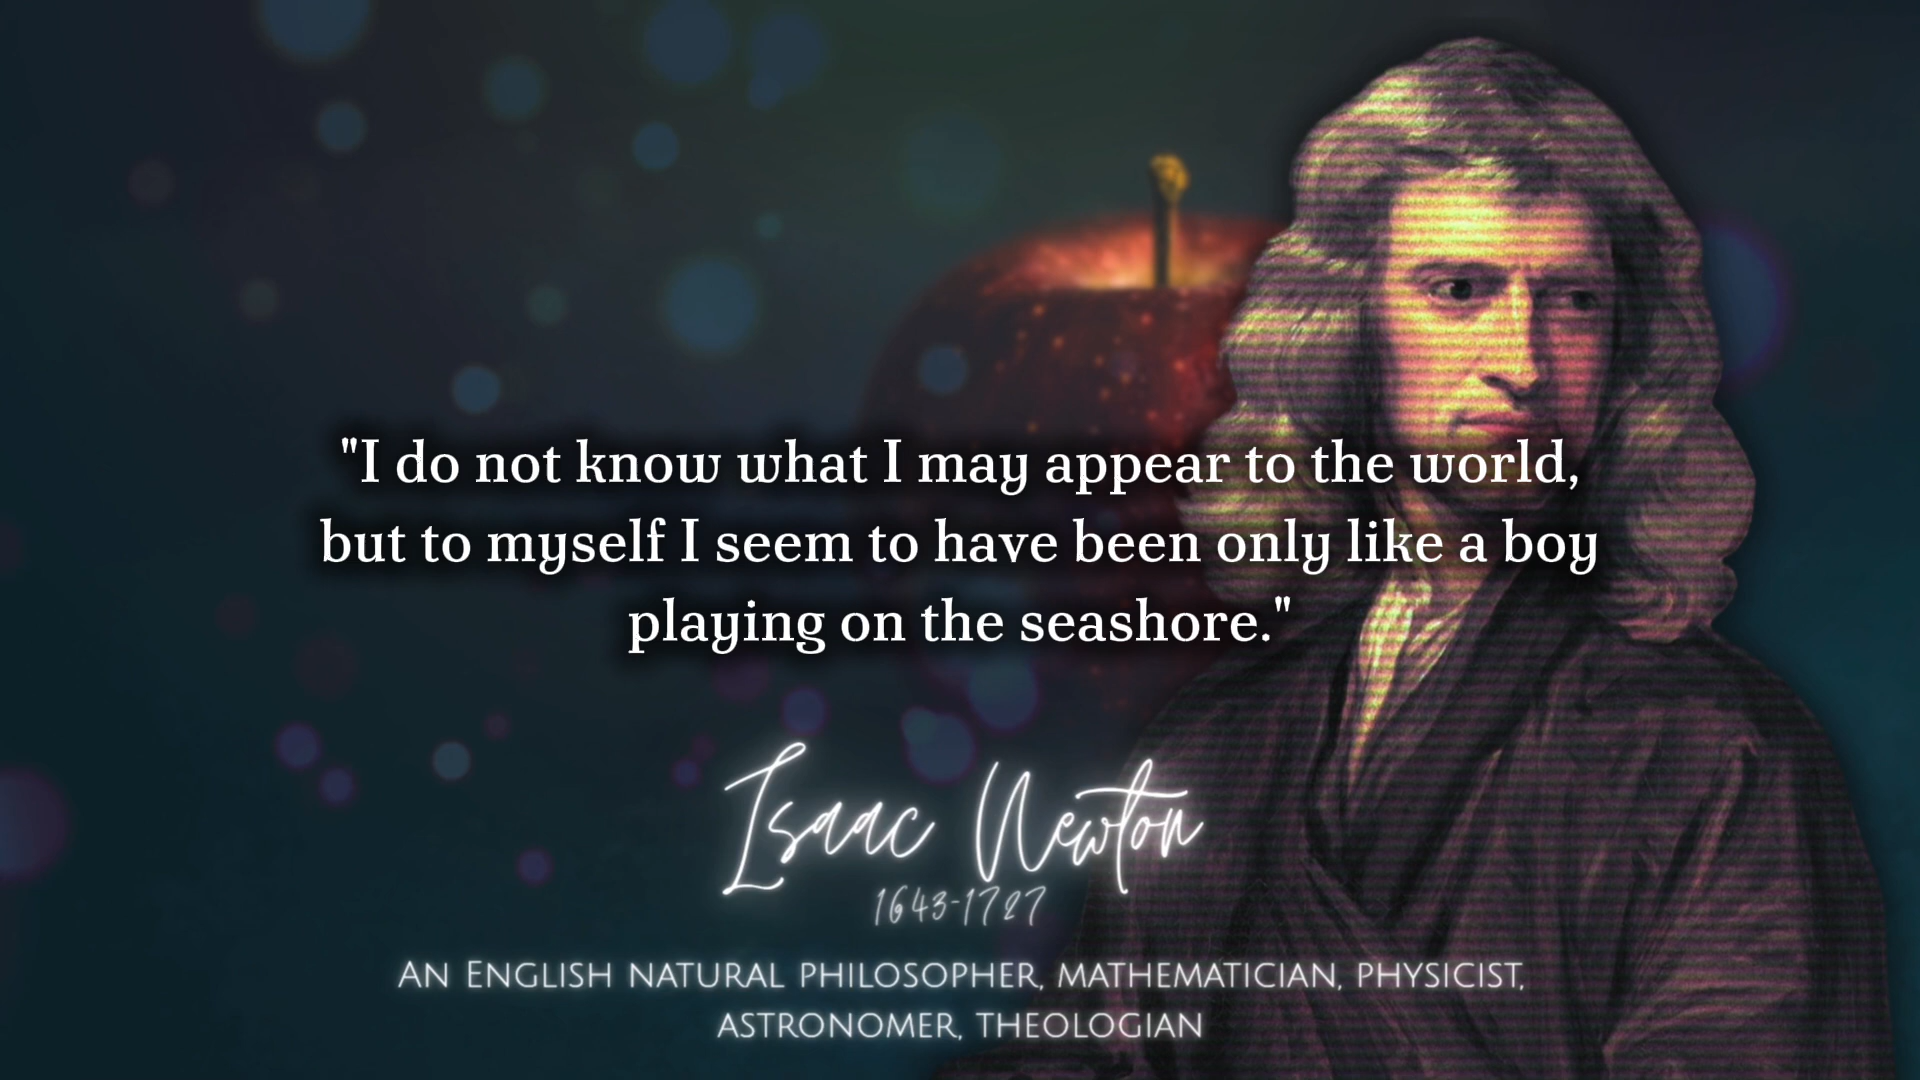 "I do not know what I may appear to the world,
but to myself I seem to have been only like a boy
playing on the seashore."
Isaac Newton
1643-1727
An English natural philosopher, mathematician, physicist,
astronomer, theologian